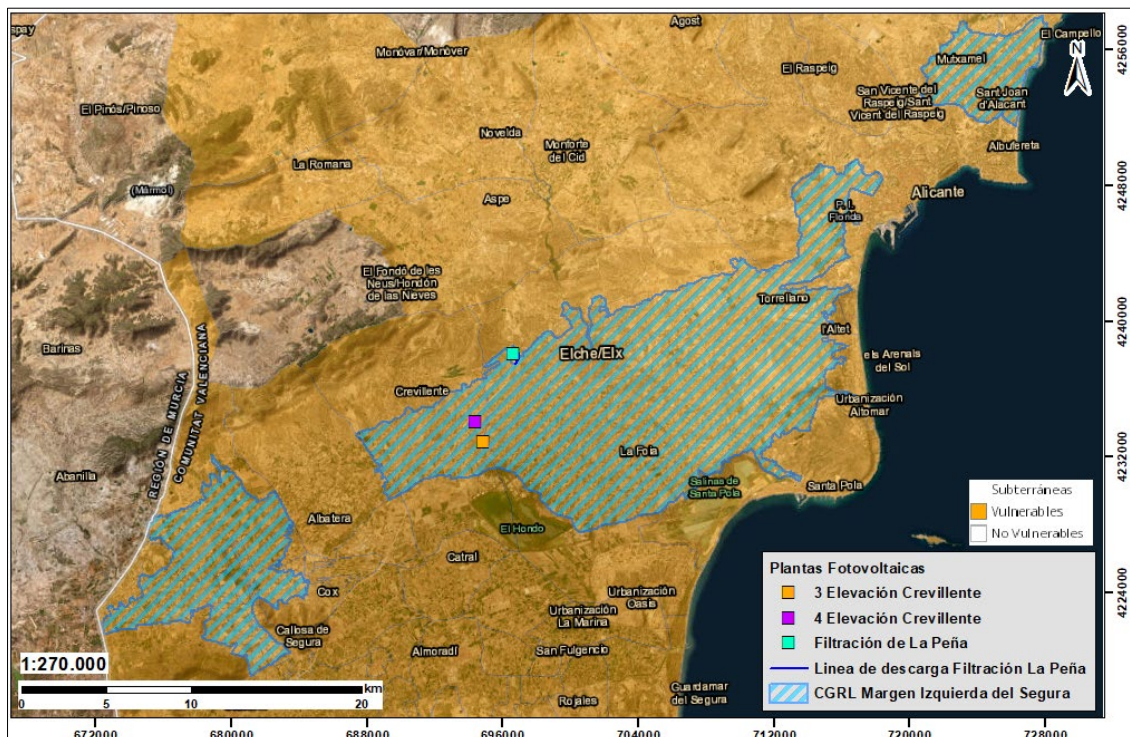 Agost
El Campello
4256000
Monóvar/Monòver
El Raspeig
Mutxamel
N
San Vicente del
Raspeig/Sant
Vicent del Raspeig
Sant Joan
d'Alacant
El Pinós/Pinoso
Novelda
Monforte
del Cid
Albufereta
La Romana
(Mármol)
Aspe
Alicante
4248000
P. I.
Florida
El Fondó de les
Neus/Hondón
de las Nieves
Torrellano
4240000
l'Altet
Barinas
REGIÓN DE MURCIA
COMUNITAT VALENCIANA
Elche/Elx
els Arenals
del Sol
Crevillente
Urbanización
Altomar
La Foia
4232000
Abanilla
Salinas de
Santa Pola
Santa Pola
Albatera
El Hondo
Subterráneas
Vulnerables
No Vulnerables
Catral
Cox
Urbanización
Oasis
Urbanización
La Marina
Callosa de
Segura
Almoradí
San Fulgencio
Rojales
Guardamar
del Segura
4224000
Plantas Fotovoltaicas
3 Elevación Crevillente
4 Elevación Crevillente
Filtración de La Peña
Linea de descarga Filtración La Peña
CGRL Margen Izquierda del Segura
1:270.000
km
0 5 10 20
672000 680000 688000 696000 704000 712000 720000 728000